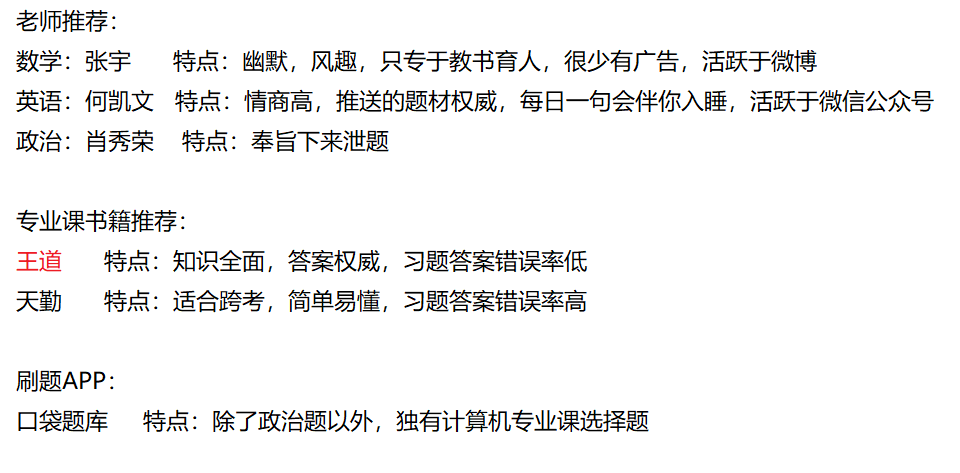 老师推荐：
数学：张宇 特点：幽默，风趣，只专于教书育人，很少有广告，活跃于微博
英语：何凯文 特点：情商高，推送的题材权威，每日一句会伴你入睡，活跃于微信公众号
政治：肖秀荣 特点：奉旨下来泄题
专业课书籍推荐：
王道 特点：知识全面，答案权威，习题答案错误率低
天勤 特点：适合跨考，简单易懂，习题答案错误率高
刷题APP：
口袋题库 特点：除了政治题以外，独有计算机专业课选择题